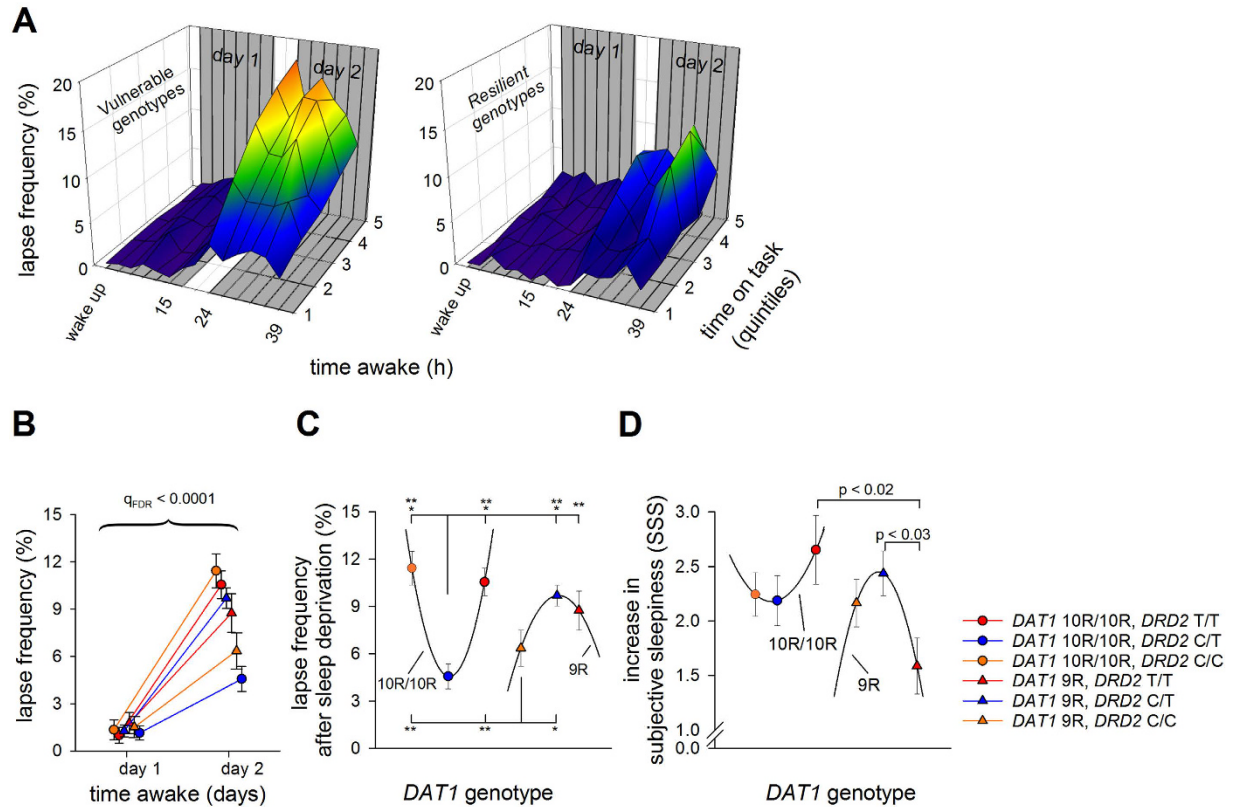 A
lapse frequency (%)
20
15
10
5
0
Vulnerable
genotypes
day 1
day 2
wake up
15
24
39
1
2
3
4
5
20
15
10
5
0
Resilient
genotypes
day 1
day 2
wake up
15
24
39
1
2
3
4
5
time on task
(quintiles)
time awake (h)
B
lapse frequency (%)
15
12
9
6
3
0
qFDR < 0.0001
day 1
day 2
time awake (days)
C
lapse frequency
after sleep deprivation (%)
15
12
9
6
3
0
**
*
**
*
**
*
**
10R/10R
9R
**
**
*
DAT1 genotype
D
increase in
subjective sleepiness (SSS)
3.0
2.5
2.0
1.5
1.0
0.0
p < 0.02
p < 0.03
10R/10R
9R
DAT1 genotype
DAT1 10R/10R, DRD2 T/T
DAT1 10R/10R, DRD2 C/T
DAT1 10R/10R, DRD2 C/C
DAT1 9R, DRD2 T/T
DAT1 9R, DRD2 C/T
DAT1 9R, DRD2 C/C